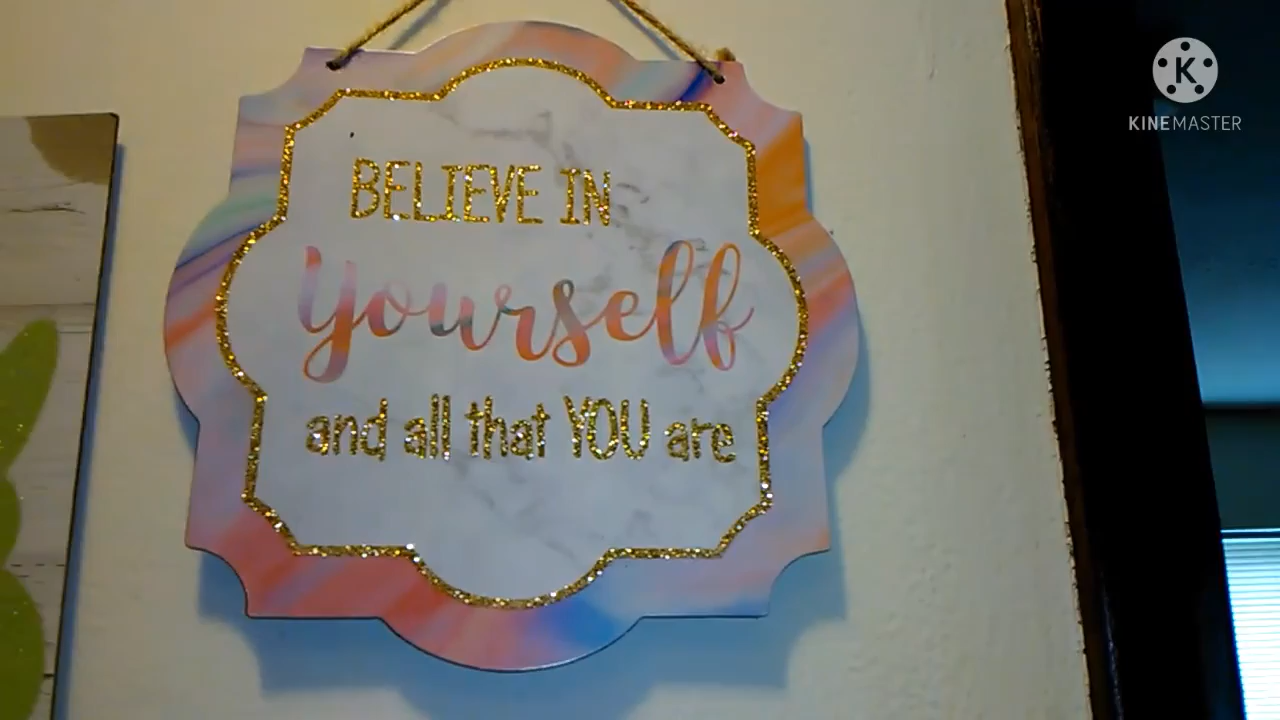 BELIEVE IN
Yourself
and all that YOU are
K
KINEMASTER